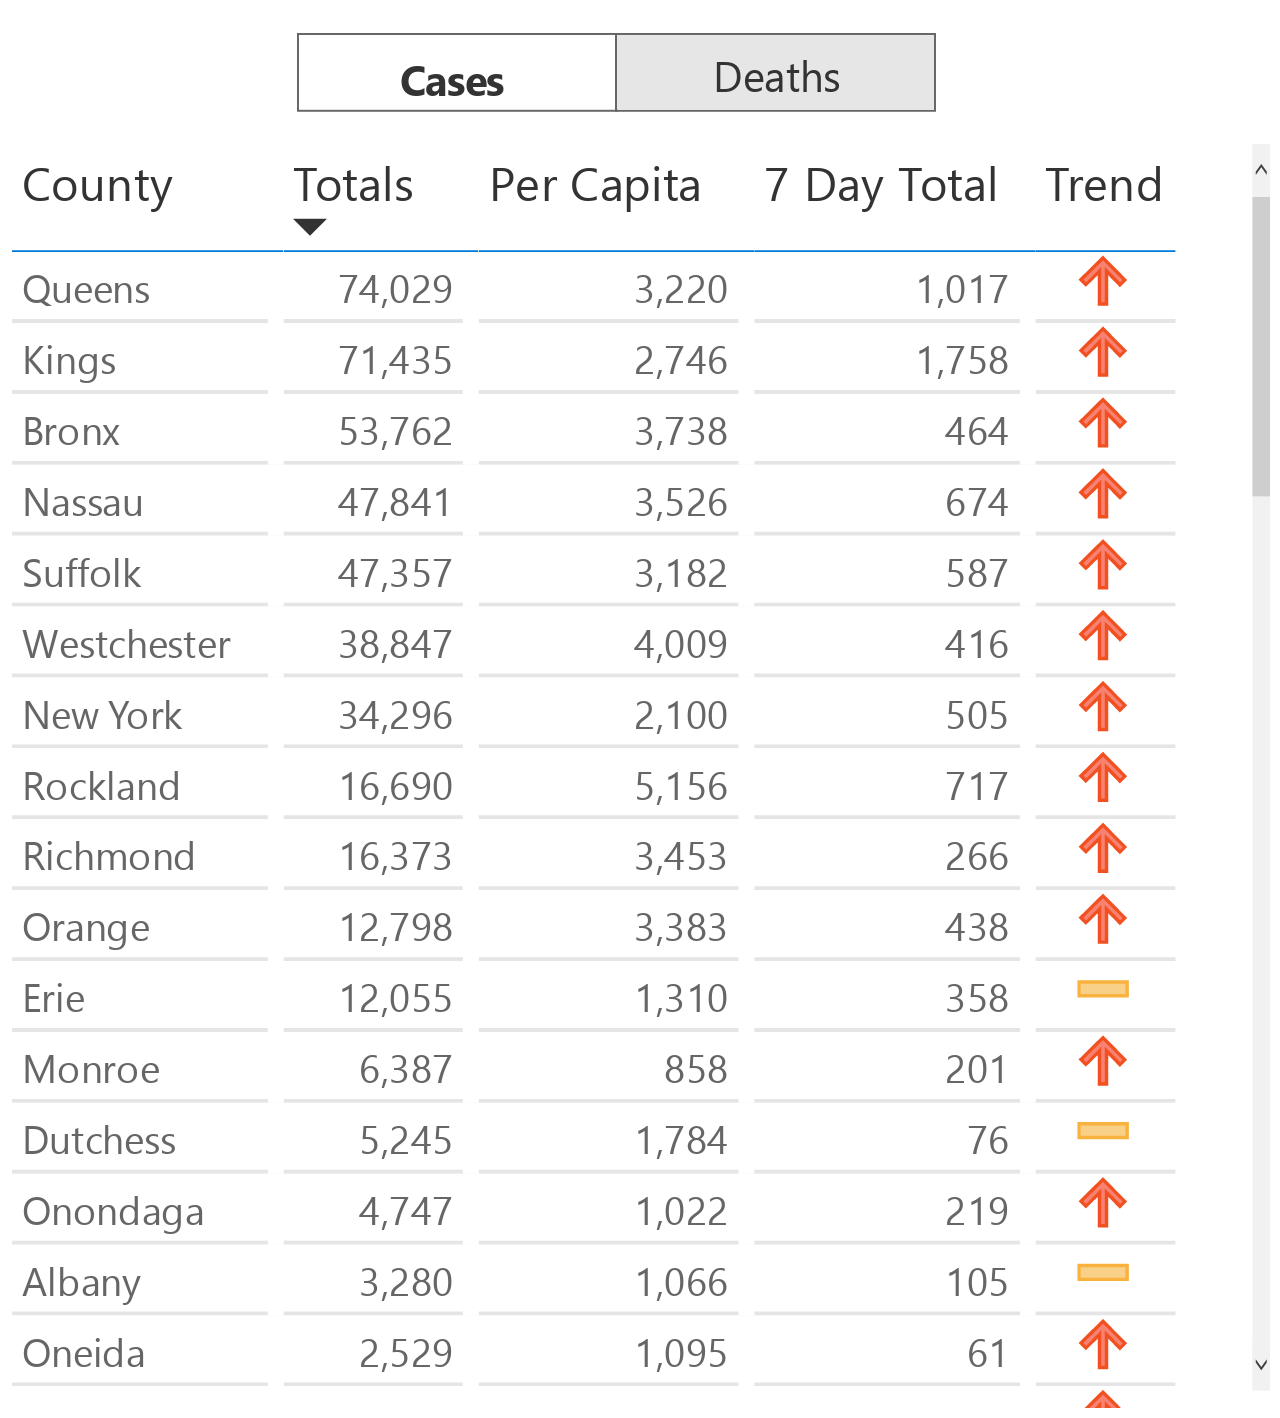 Cases Deaths
County Totals Per Capita 7 Day Total Trend
Queens 74,029 3,220 1,017
Kings 71,435 2,746 1,758
Bronx 53,762 3,738 464
Nassau 47,841 3,526 674
Suffolk 47,357 3,182 587
Westchester 38,847 4,009 416
New York 34,296 2,100 505
Rockland 16,690 5,156 717
Richmond 16,373 3,453 266
Orange 12,798 3,383 438
Erie 12,055 1,310 358
Monroe 6,387 858 201
Dutchess 5,245 1,784 76
Onondaga 4,747 1,022 219
Albany 3,280 1,066 105
Oneida 2,529 1,095 61